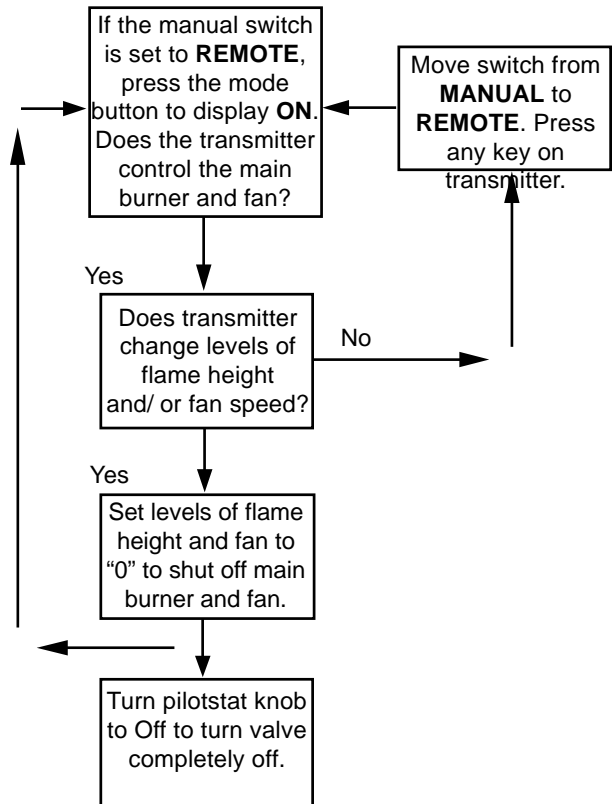 If the manual switch
is set to REMOTE,
press the mode
button to display ON.
Does the transmitter
control the main
burner and fan?
Move switch from
MANUAL to
REMOTE. Press
any key on
transmitter.
Yes
Does transmitter
change levels of
flame height
and/ or fan speed?
No
Yes
Set levels of flame
height and fan to
“0” to shut off main
burner and fan.
Turn pilotstat knob
to Off to turn valve
completely off.